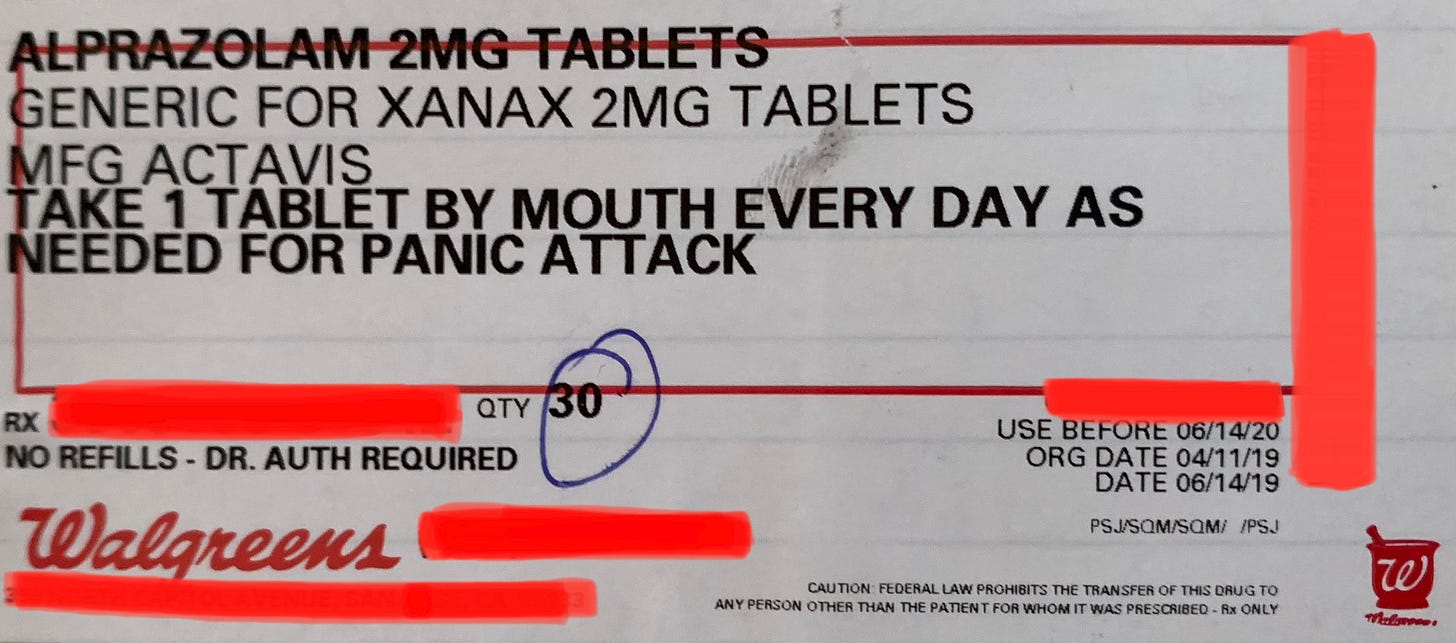 ALPRAZOLAM 2MG TABLETS
GENERIC FOR XANAX 2MG TABLETS
MFG ACTAVIS
TAKE 1 TABLET BY MOUTH EVERY DAY AS
NEEDED FOR PANIC ATTACK
RX
QTY 30
NO REFILLS - DR. AUTH REQUIRED
USE BEFORE 06/14/20
ORG DATE 04/11/19
DATE 06/14/19
Walgreens
PSJ/SQM/SQM/ /PSJ
CAUTION: FEDERAL LAW PROHIBITS THE TRANSFER OF THIS DRUG TO
ANY PERSON OTHER THAN THE PATIENT FOR WHOM IT WAS PRESCRIBED - Rx ONLY
W
Walgreens